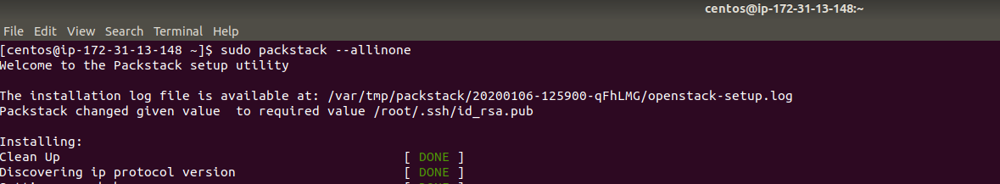 centos@ip-172-31-13-148:~
File Edit View Search Terminal Help
[centos@ip-172-31-13-148 ~]$ sudo packstack --allinone
Welcome to the Packstack setup utility
The installation log file is available at: /var/tmp/packstack/20200106-125900-qFhLMG/openstack-setup.log
Packstack changed given value  to required value /root/.ssh/id_rsa.pub
Installing:
Clean Up [ DONE ]
Discovering ip protocol version [ DONE ]